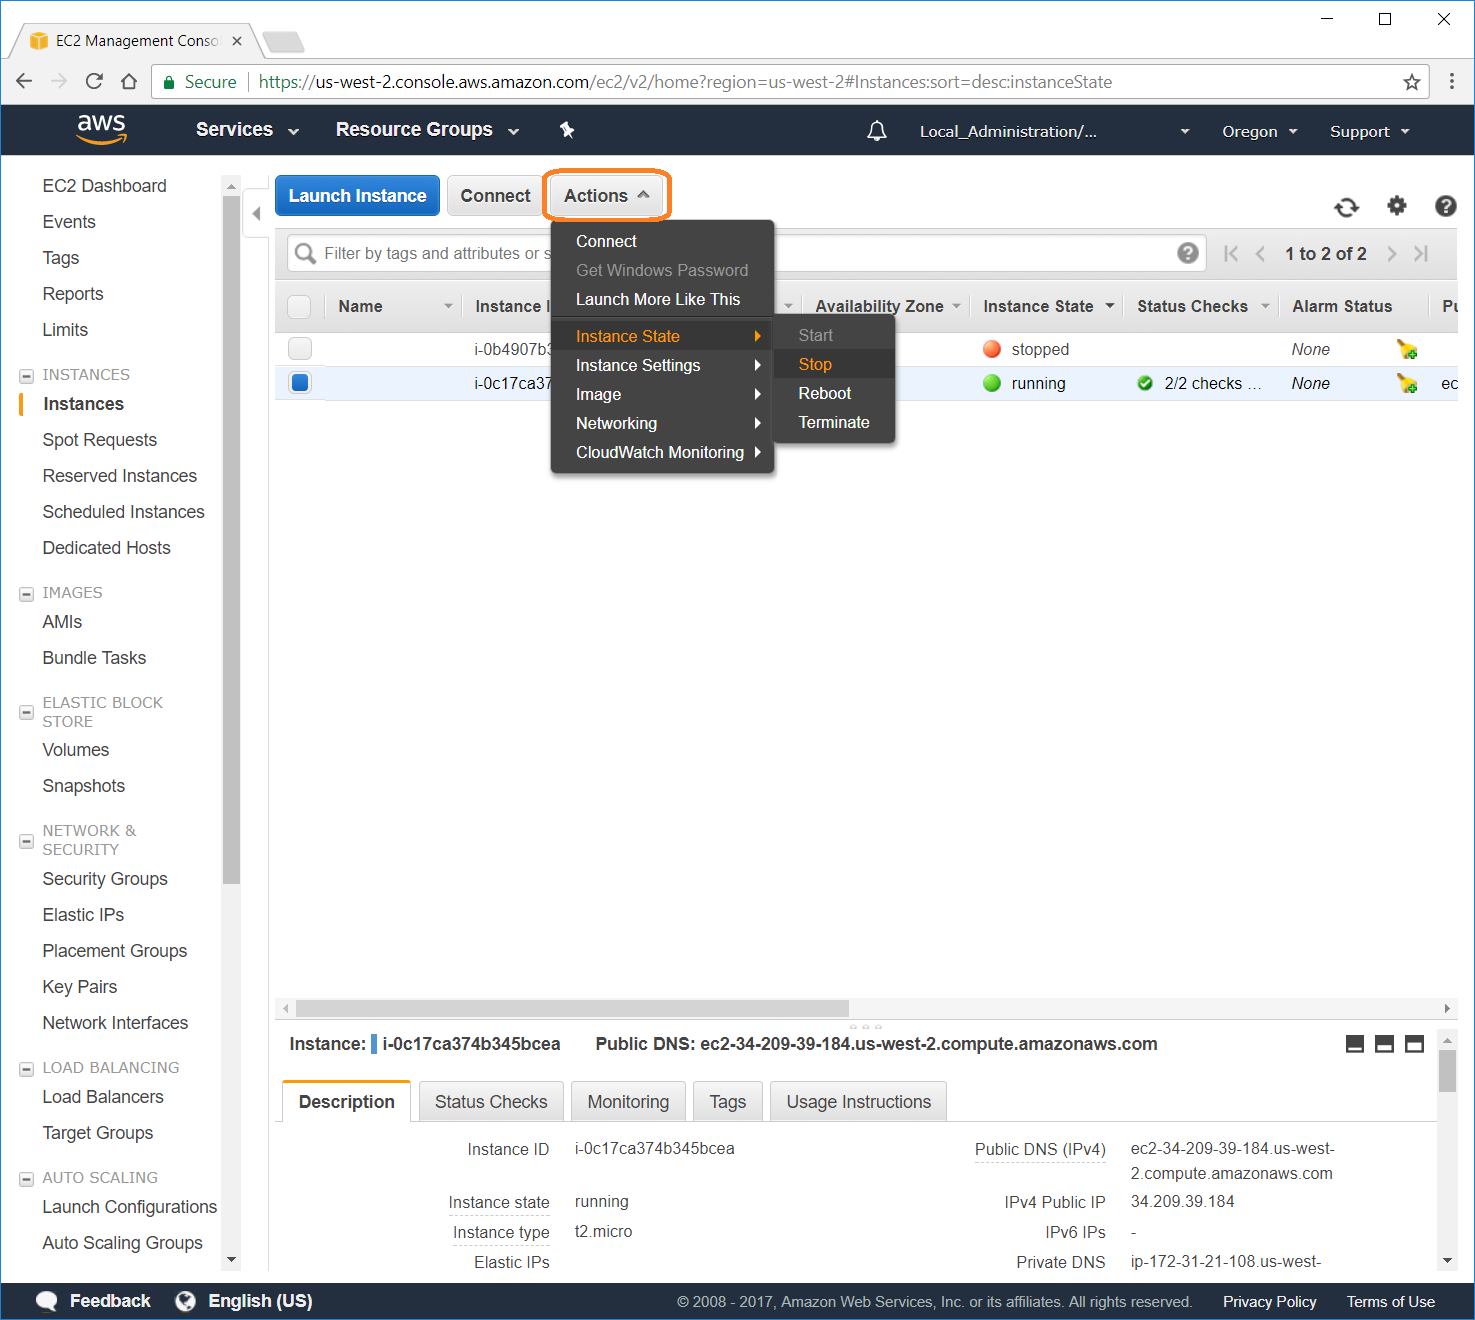 EC2 Management Conso
Secure
https://us-west-2.console.aws.amazon.com/ec2/v2/home?region=us-west-2#Instances:sort=desc:instanceState
aws
Services
Resource Groups
Local_Administration/...
Oregon
Support
EC2 Dashboard
Events
Tags
Reports
Limits
INSTANCES
Instances
Spot Requests
Reserved Instances
Scheduled Instances
Dedicated Hosts
IMAGES
AMIs
Bundle Tasks
ELASTIC BLOCK
STORE
Volumes
Snapshots
NETWORK &
SECURITY
Security Groups
Elastic IPs
Placement Groups
Key Pairs
Network Interfaces
LOAD BALANCING
Load Balancers
Target Groups
AUTO SCALING
Launch Configurations
Auto Scaling Groups
Launch Instance
Connect
Actions
Filter by tags and attributes or s
1 to 2 of 2
Name
Instance I
Availability Zone
Instance State
Status Checks
Alarm Status
Pu
i-0b4907b3
stopped
None
i-0c17ca37
running
2/2 checks ...
None
ec
Connect
Get Windows Password
Launch More Like This
Instance State
Instance Settings
Image
Networking
CloudWatch Monitoring
Start
Stop
Reboot
Terminate
Instance: i-0c17ca374b345bcea Public DNS: ec2-34-209-39-184.us-west-2.compute.amazonaws.com
Description
Status Checks
Monitoring
Tags
Usage Instructions
Instance ID i-0c17ca374b345bcea
Instance state running
Instance type t2.micro
Elastic IPs
Public DNS (IPv4) ec2-34-209-39-184.us-west-
2.compute.amazonaws.com
IPv4 Public IP 34.209.39.184
IPv6 IPs -
Private DNS ip-172-31-21-108.us-west-
Feedback
English (US)
© 2008 - 2017, Amazon Web Services, Inc. or its affiliates. All rights reserved.
Privacy Policy
Terms of Use